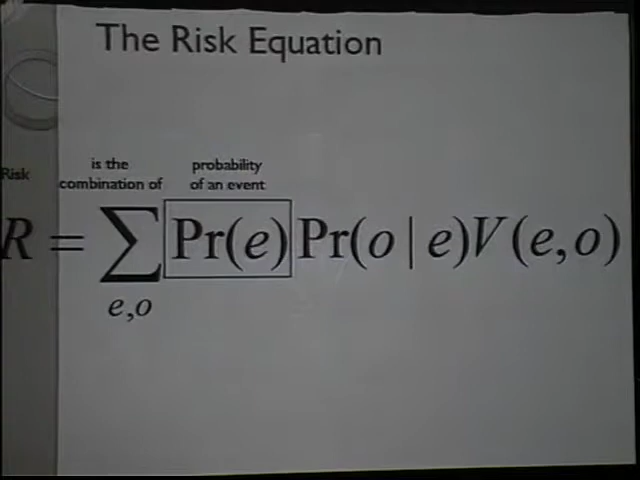 The Risk Equation
Risk
is the
combination of
probability
of an event
R = ∑ Pr(e) Pr(o | e)V (e,o)
e,o